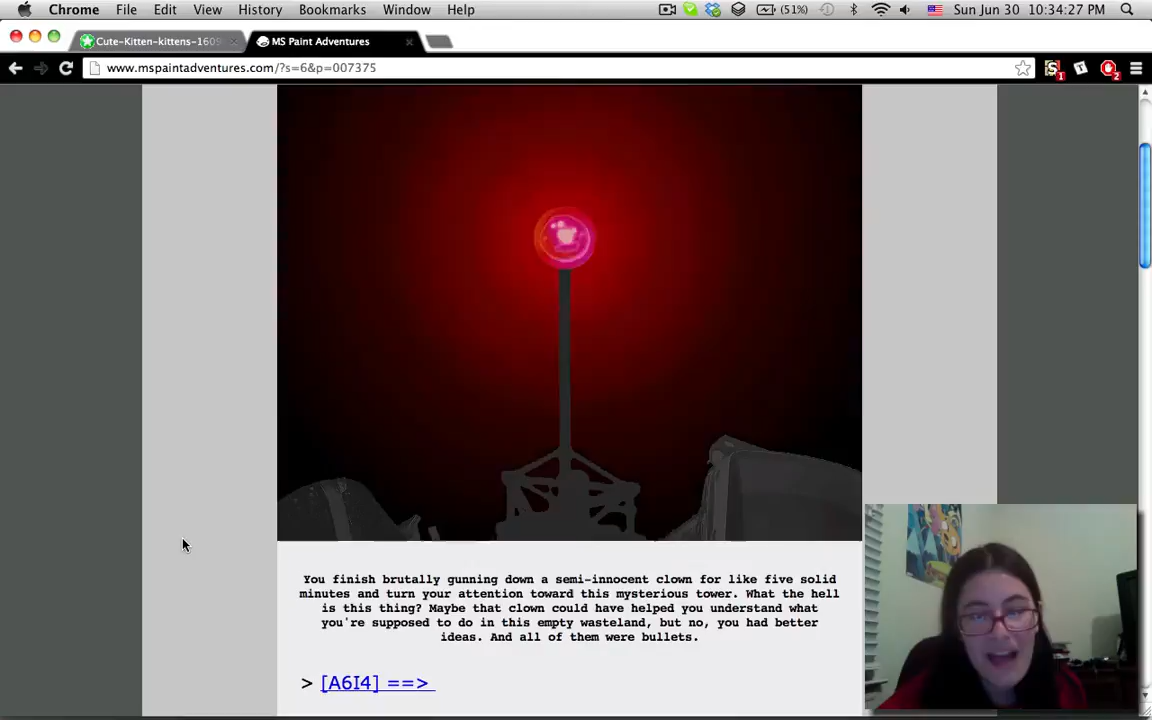 Chrome File Edit View History Bookmarks Window Help (51%) Sun Jun 30 10:34:27 PM
Cute-Kitten-kittens-1609 MS Paint Adventures
www.mspaintadventures.com/?s=6&p=007375
You finish brutally gunning down a semi-innocent clown for like five solid
minutes and turn your attention toward this mysterious tower. What the hell
is this thing? Maybe that clown could have helped you understand what
you're supposed to do in this empty wasteland, but no, you had better
ideas. And all of them were bullets.
> [A6I4] ==>